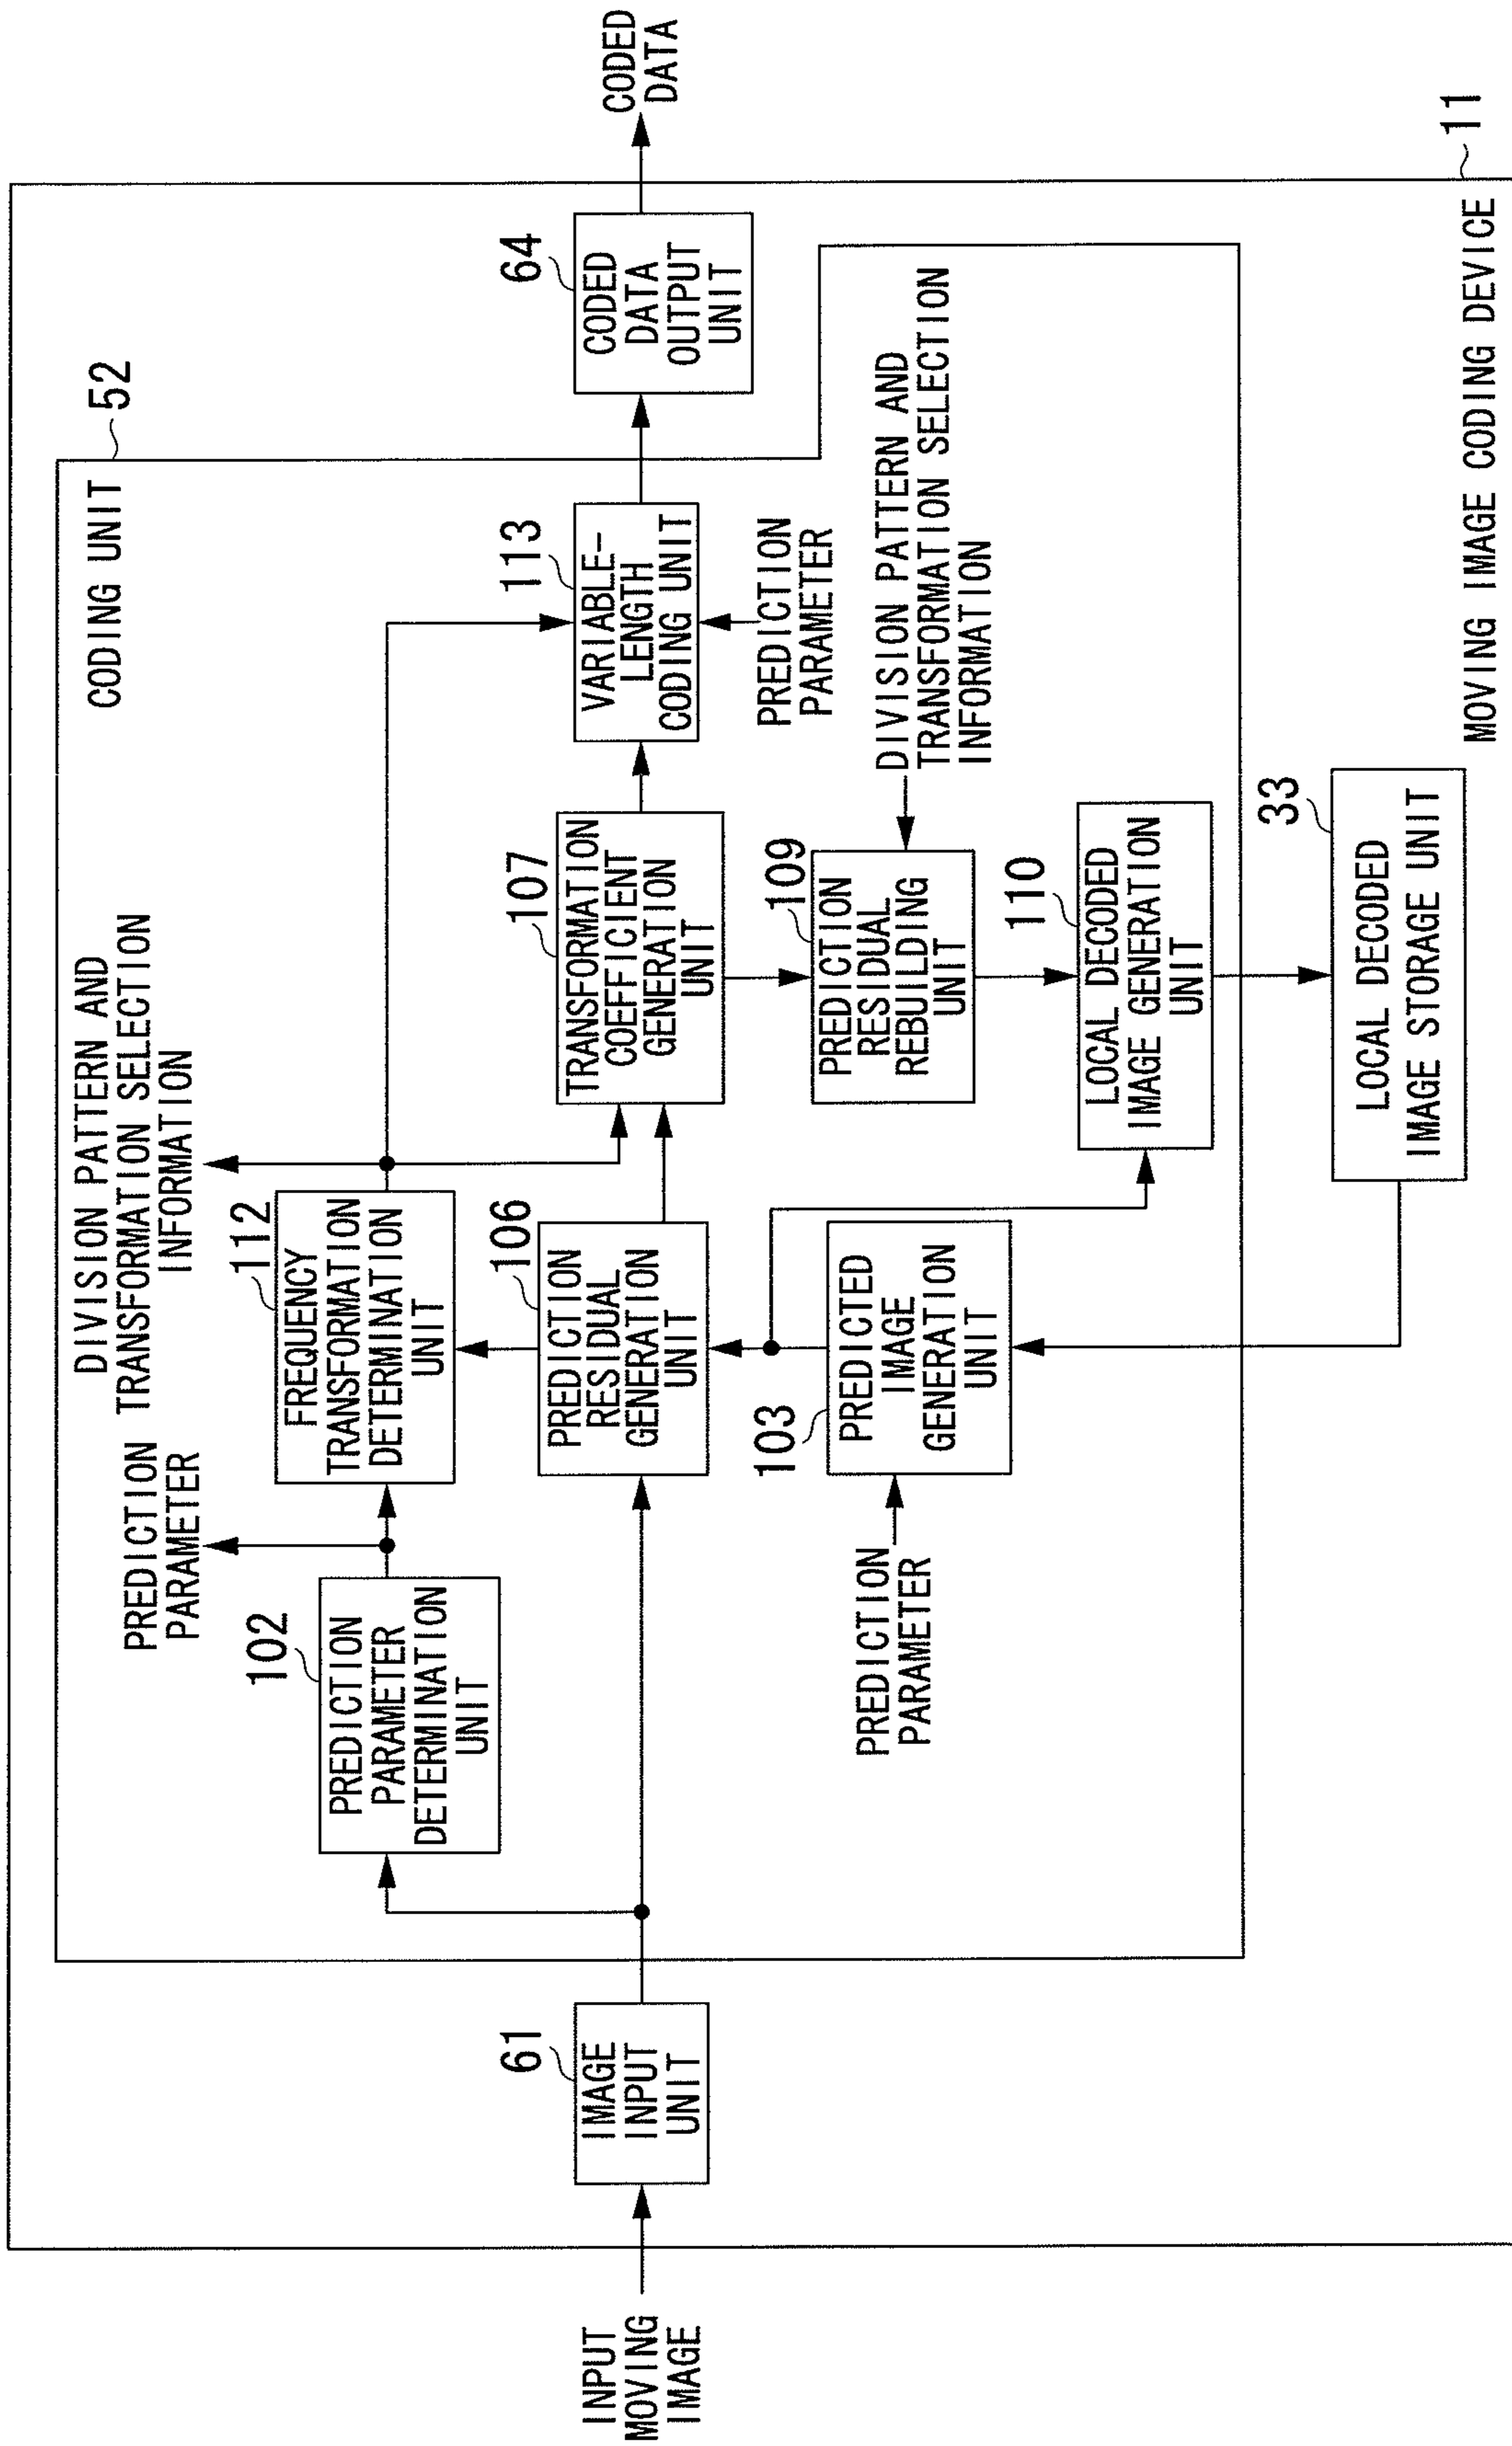 INPUT
MOVING
IMAGE
61
IMAGE
INPUT
UNIT
52
CODING UNIT
102
PREDICTION
PARAMETER
DETERMINATION
UNIT
PREDICTION
PARAMETER
112
FREQUENCY
TRANSFORMATION
DETERMINATION
UNIT
DIVISION PATTERN AND
TRANSFORMATION SELECTION
INFORMATION
106
PREDICTION
RESIDUAL
GENERATION
UNIT
103
PREDICTED
IMAGE
GENERATION
UNIT
PREDICTION
PARAMETER
107
TRANSFORMATION
COEFFICIENT
GENERATION
UNIT
109
PREDICTION
RESIDUAL
REBUILDING
UNIT
110
LOCAL DECODED
IMAGE GENERATION
UNIT
33
LOCAL DECODED
IMAGE STORAGE UNIT
113
VARIABLE-
LENGTH
CODING UNIT
PREDICTION
PARAMETER
DIVISION PATTERN AND
TRANSFORMATION SELECTION
INFORMATION
64
CODED
DATA
OUTPUT
UNIT
CODED
DATA
11
MOVING IMAGE CODING DEVICE